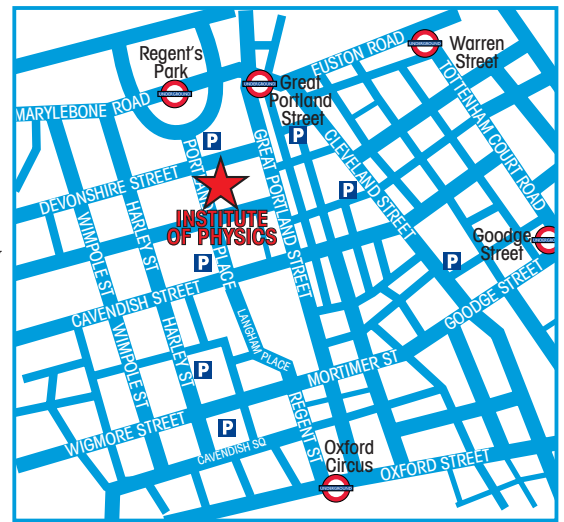 Regent's
Park
UNDERGROUND
Warren
Street
UNDERGROUND
EUSTON ROAD
Great
Portland
Street
UNDERGROUND
MARYLEBONE ROAD
TOTTENHAM COURT ROAD
P
P
P
DEVONSHIRE STREET
PORTLAND PLACE
GREAT PORTLAND STREET
CLEVELAND STREET
INSTITUTE
OF PHYSICS
WIMPOLE ST
HARLEY ST
Goodge
Street
UNDERGROUND
P
P
CAVENDISH STREET
GOODGE STREET
WIMPOLE ST
HARLEY ST
LANGHAM PLACE
MORTIMER ST
P
REGENT ST
WIGMORE STREET
P
CAVENDISH SQ
Oxford
Circus
UNDERGROUND
OXFORD STREET